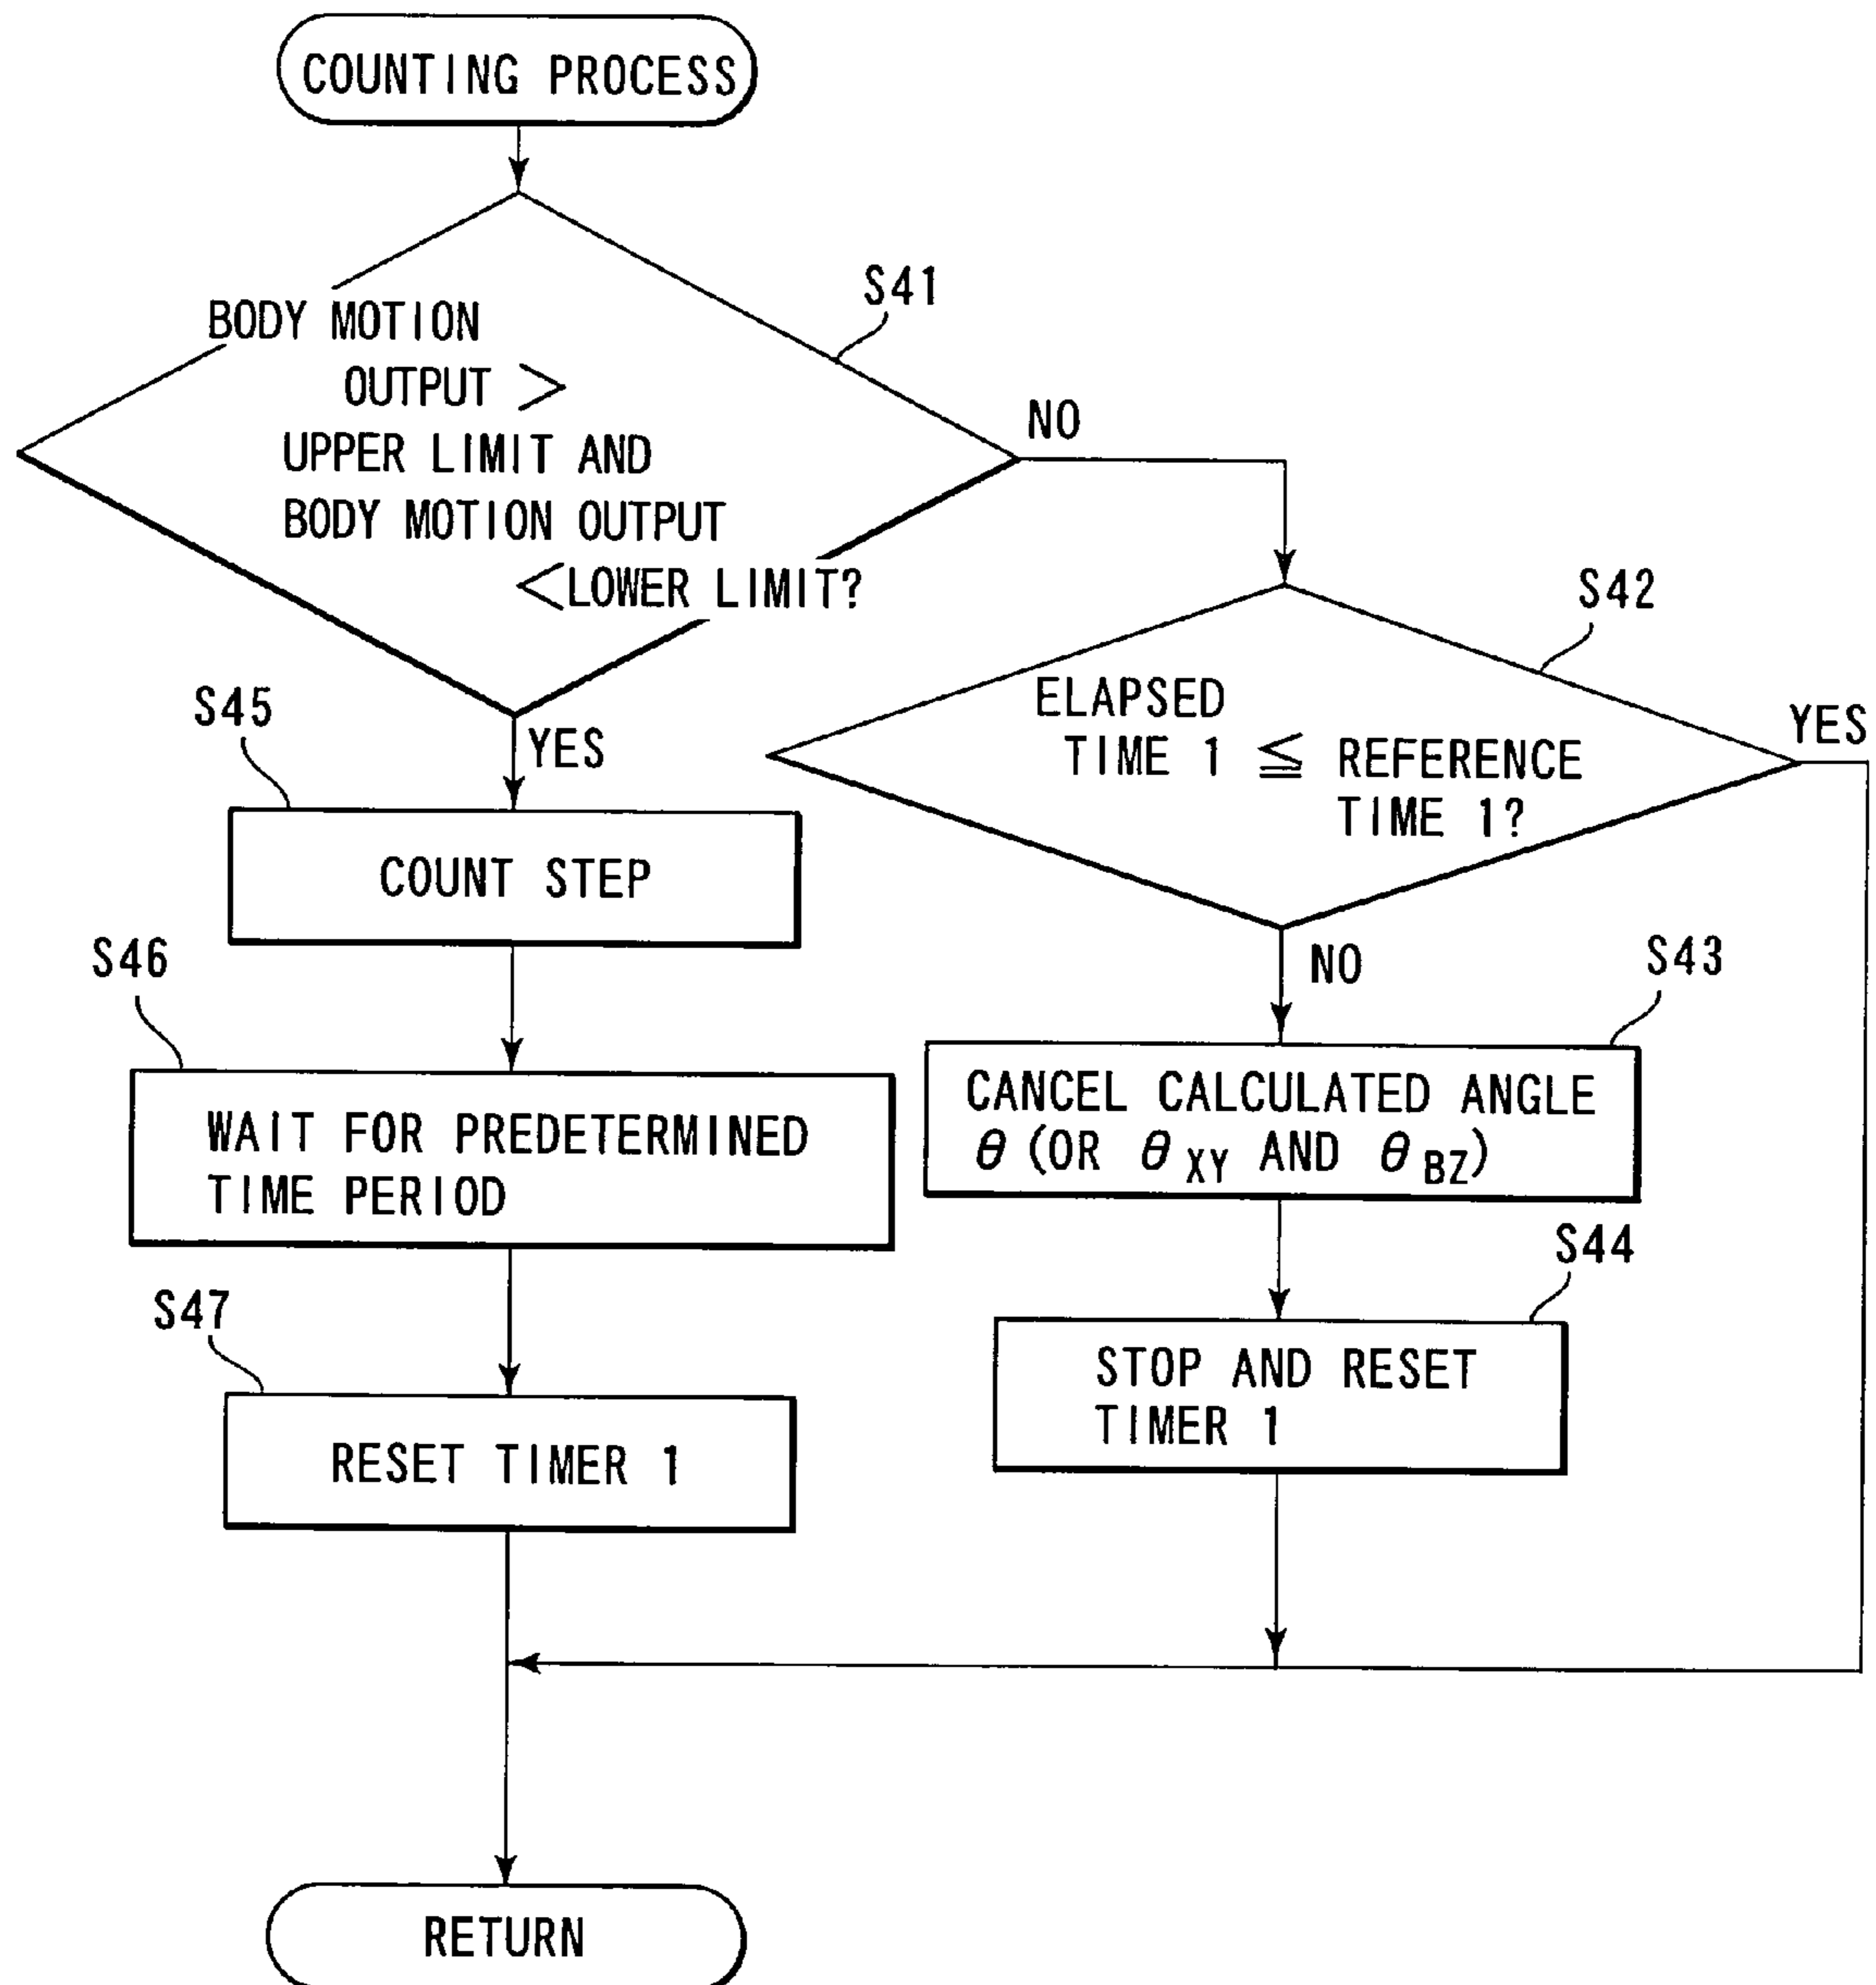 COUNTING PROCESS
S41
BODY MOTION
OUTPUT >
UPPER LIMIT AND
BODY MOTION OUTPUT
<LOWER LIMIT?
NO
S42
ELAPSED
TIME 1 ≦ REFERENCE
TIME 1?
YES
NO
S45
YES
COUNT STEP
S46
WAIT FOR PREDETERMINED
TIME PERIOD
S43
CANCEL CALCULATED ANGLE
θ (OR θXY AND θBZ)
S44
STOP AND RESET
TIMER 1
S47
RESET TIMER 1
RETURN